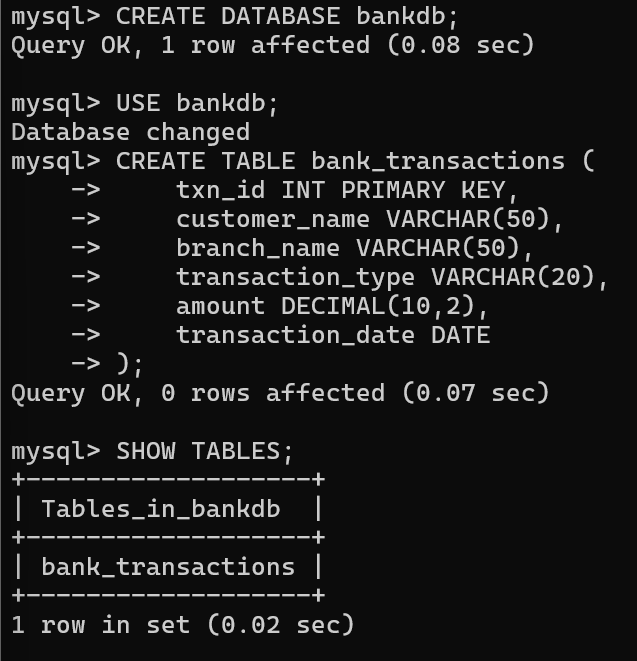 mysql> CREATE DATABASE bankdb;
Query OK, 1 row affected (0.08 sec)

mysql> USE bankdb;
Database changed
mysql> CREATE TABLE bank_transactions (
    ->     txn_id INT PRIMARY KEY,
    ->     customer_name VARCHAR(50),
    ->     branch_name VARCHAR(50),
    ->     transaction_type VARCHAR(20),
    ->     amount DECIMAL(10,2),
    ->     transaction_date DATE
    -> );
Query OK, 0 rows affected (0.07 sec)

mysql> SHOW TABLES;
+-------------------+
| Tables_in_bankdb  |
+-------------------+
| bank_transactions |
+-------------------+
1 row in set (0.02 sec)